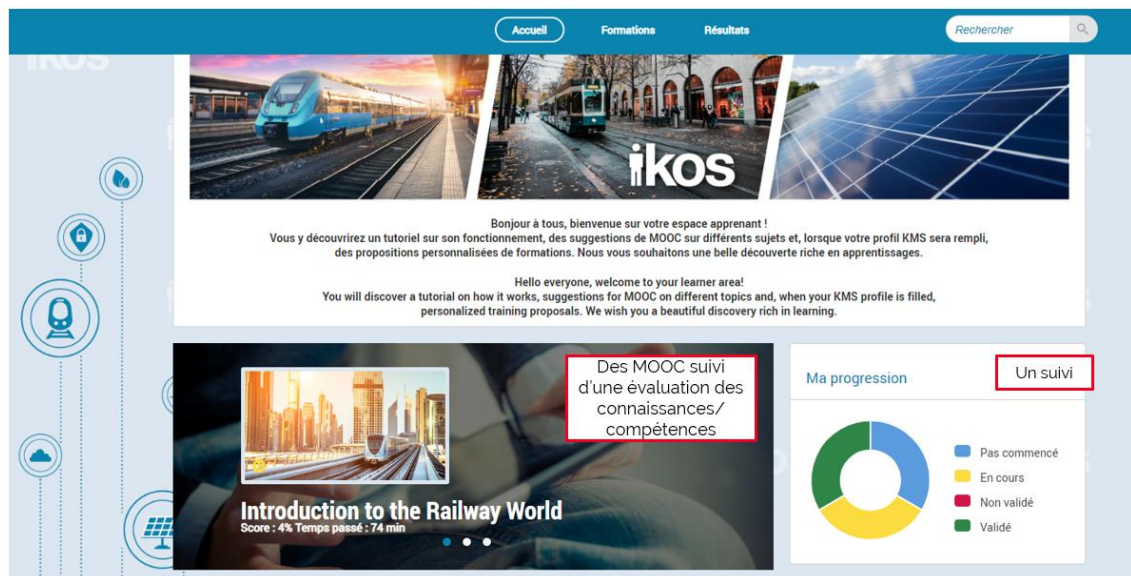 Accueil
Formations
Résultats
Rechercher
ikos
ikos
Bonjour à tous, bienvenue sur votre espace apprenant !
Vous y découvrirez un tutoriel sur son fonctionnement, des suggestions de MOOC sur différents sujets et, lorsque votre profil KMS sera rempli,
des propositions personnalisées de formations. Nous vous souhaitons une belle découverte riche en apprentissages.
Hello everyone, welcome to your learner area!
You will discover a tutorial on how it works, suggestions for MOOC on different topics and, when your KMS profile is filled,
personalized training proposals. We wish you a beautiful discovery rich in learning.
Des MOOC suivi
d'une évaluation des
connaissances/
compétences
Introduction to the Railway World
Score : 4% Temps passé : 74 min
Ma progression
Un suivi
Pas commencé
En cours
Non validé
Validé